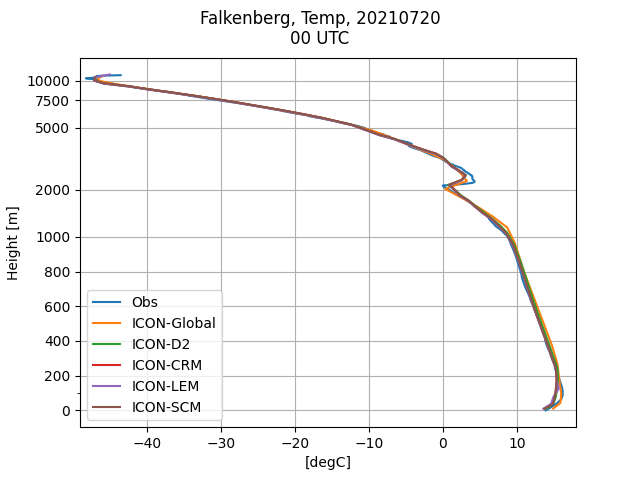 Falkenberg, Temp, 20210720
00 UTC
10000
7500
5000
2000
1000
800
600
400
200
0
Height [m]
Obs
ICON-Global
ICON-D2
ICON-CRM
ICON-LEM
ICON-SCM
−40 −30 −20 −10 0 10
[degC]